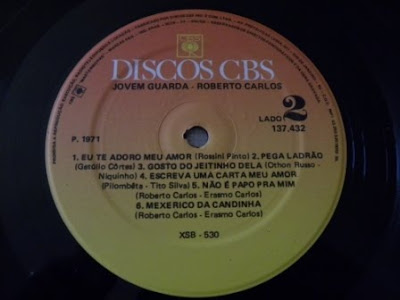 CBS
DISCOS CBS
JOVEM GUARDA - ROBERTO CARLOS
LADO 2
137.432
P. 1971
1. EU TE ADORO MEU AMOR (Rossini Pinto) 2. PEGA LADRÃO
(Getúlio Côrtes) 3. GOSTO DO JEITINHO DELA (Othon Russo -
Niquinho) 4. ESCREVA UMA CARTA MEU AMOR
(Pilombêta - Tito Silva) 5. NÃO É PAPO PRA MIM
(Roberto Carlos - Erasmo Carlos)
6. MEXERICO DA CANDINHA
(Roberto Carlos - Erasmo Carlos)
XSB - 530